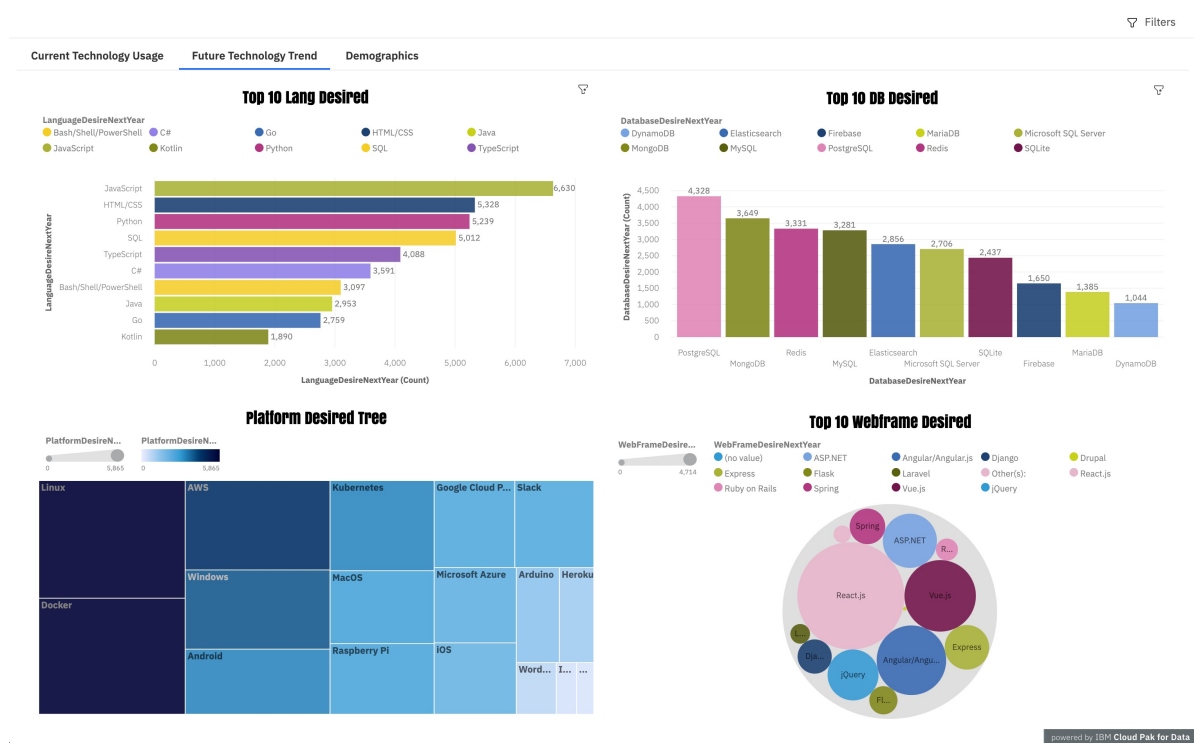 Filters
Current Technology Usage Future Technology Trend Demographics
Top 10 Lang Desired
LanguageDesireNextYear
Bash/Shell/PowerShell C# Go HTML/CSS Java
JavaScript Kotlin Python SQL TypeScript
LanguageDesireNextYear
JavaScript 6,630
HTML/CSS 5,328
Python 5,239
SQL 5,012
TypeScript 4,088
C# 3,591
Bash/Shell/PowerShell 3,097
Java 2,953
Go 2,759
Kotlin 1,890
0 1,000 2,000 3,000 4,000 5,000 6,000 7,000
LanguageDesireNextYear (Count)
Top 10 DB Desired
DatabaseDesireNextYear
DynamoDB Elasticsearch Firebase MariaDB Microsoft SQL Server
MongoDB MySQL PostgreSQL Redis SQLite
DatabaseDesireNextYear (Count)
4,500
4,000
3,500
3,000
2,500
2,000
1,500
1,000
500
0
4,328 3,649 3,331 3,281 2,856 2,706 2,437 1,650 1,385 1,044
PostgreSQL Redis Elasticsearch SQLite MariaDB
MongoDB MySQL Microsoft SQL Server Firebase DynamoDB
DatabaseDesireNextYear
Platform Desired Tree
PlatformDesireN... PlatformDesireN...
0 5,865 0 5,865
Linux AWS Kubernetes Google Cloud P... Slack
Windows MacOS Microsoft Azure Arduino Heroku
Docker
Android Raspberry Pi iOS
Word... I... ...
Top 10 Webframe Desired
WebFrameDesire... WebFrameDesireNextYear
0 4,714
(no value) ASP.NET Angular/Angular.js Django Drupal
Express Flask Laravel Other(s): React.js
Ruby on Rails Spring Vue.js jQuery
Spring
ASP.NET
R...
React.js Vue.js
L...
Dja... Angular/Angu... Express
jQuery
Fl...
powered by IBM Cloud Pak for Data